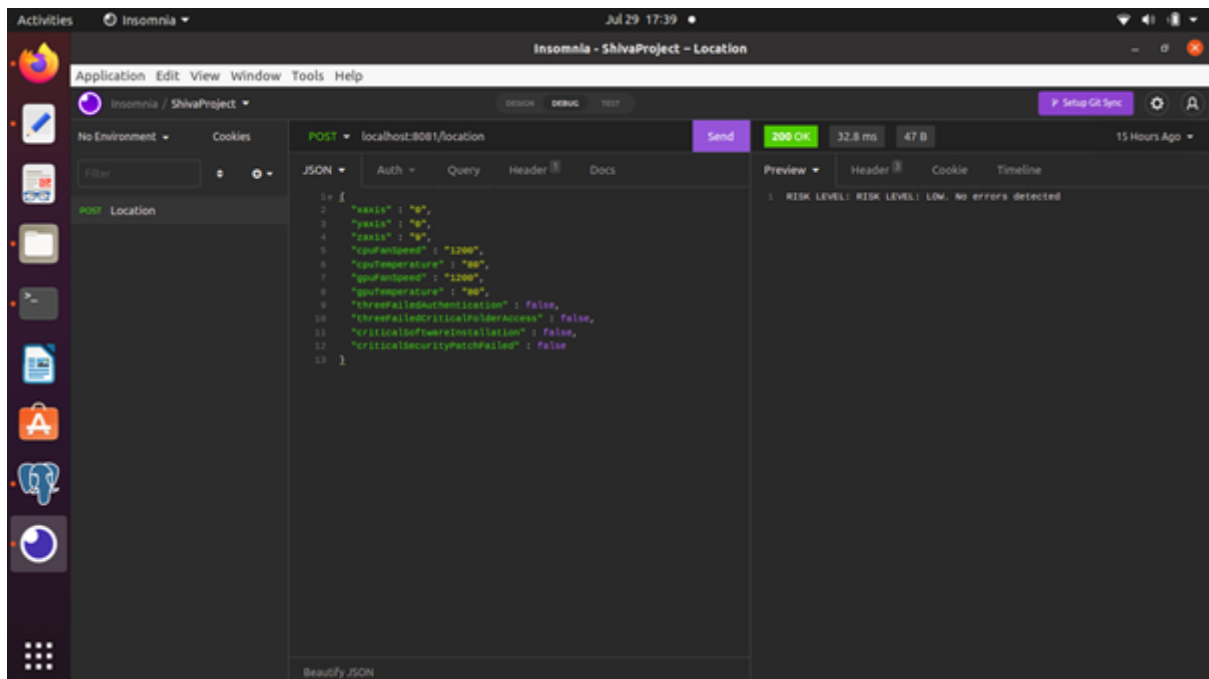 Activities Insomnia Jul 29 17:39
Insomnia - ShivaProject – Location
Application Edit View Window Tools Help
Insomnia / ShivaProject DESIGN DEBUG TEST Setup Git Sync
No Environment Cookies POST localhost:8081/location Send 200 OK 32.8 ms 47 B 15 Hours Ago
Filter JSON Auth Query Header Docs Preview Header Cookie Timeline
POST Location
1 {
2 "xaxis" : "0",
3 "yaxis" : "0",
4 "zaxis" : "9",
5 "cpuFanSpeed" : "1200",
6 "cpuTemperature" : "80",
7 "gpuFanSpeed" : "1200",
8 "gpuTemperature" : "80",
9 "threeFailedAuthentication" : false,
10 "threeFailedCriticalFolderAccess" : false,
11 "criticalSoftwareInstallation" : false,
12 "criticalSecurityPatchFailed" : false
13 }
1 RISK LEVEL: RISK LEVEL: LOW. No errors detected
Beautify JSON